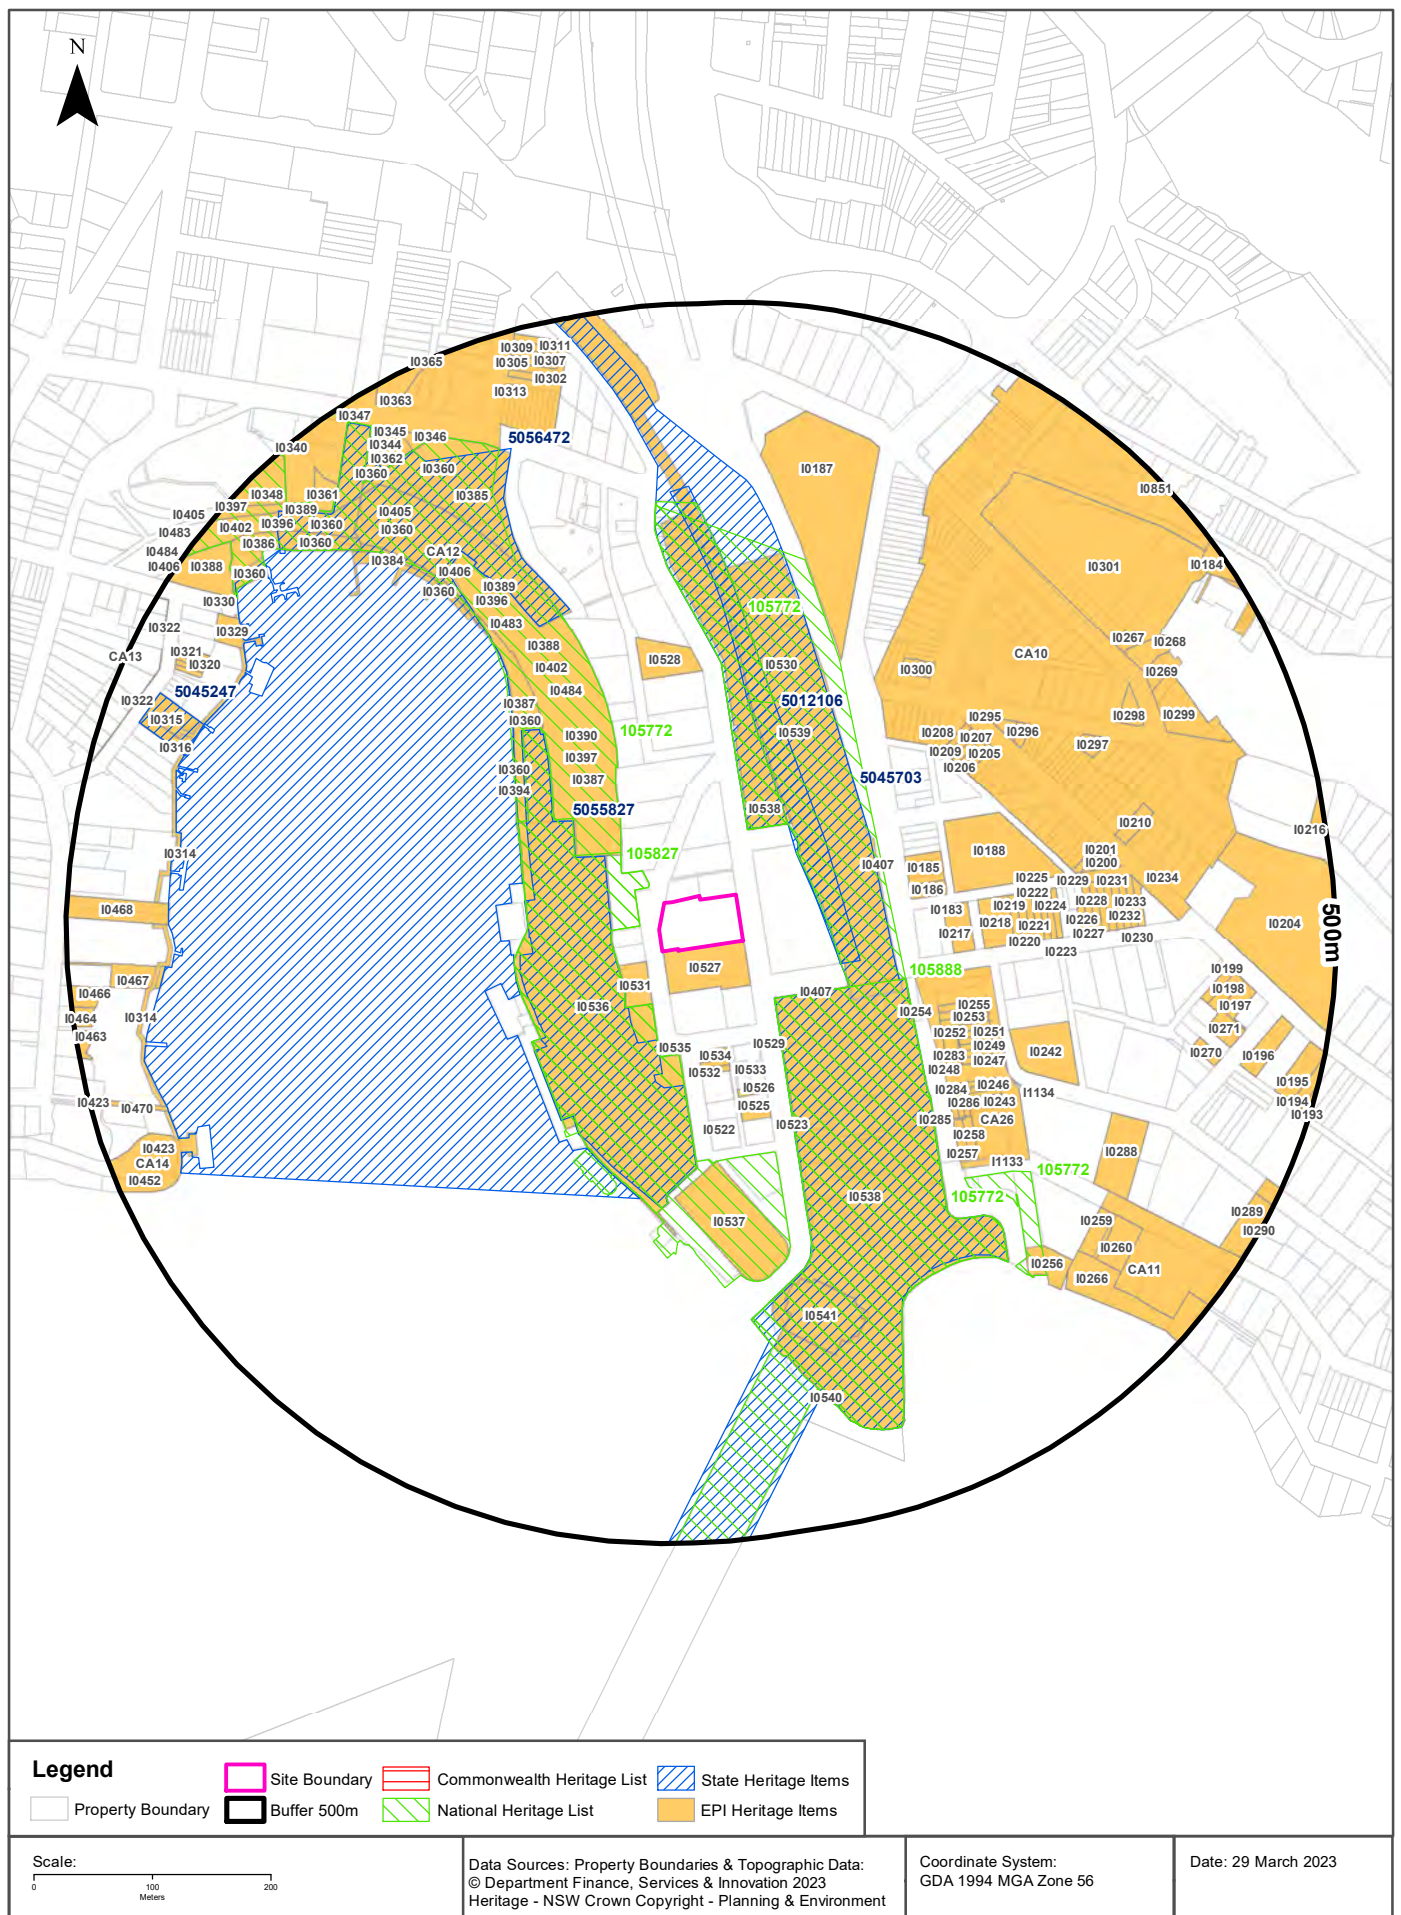 N
I0309 I0311
I0365 I0305 I0307
I0302
I0313
I0363
I0347
I0345 I0346
I0340 I0344
I0362
5056472
I0360 I0360
I0187
I0348 I0361 I0385
I0851
I0397 I0389
I0405 I0405
I0402 I0396 I0360 I0360
I0483
I0386 I0360
I0484 CA12
I0406 I0388 I0384
I0301 I0184
I0360 I0406
I0360 I0389
I0330 I0396
105772
I0322 I0329 I0483
I0267 I0268
I0321 I0388
CA13 I0320
I0528 I0530
CA10
I0402
I0300 I0269
5045247 I0484
I0322 5012106
I0315 I0387
I0360
I0295 I0298 I0299
I0316 I0390
105772
I0539
I0208 I0207 I0296
I0297
I0397
I0209 I0205
I0206
I0360 I0387
I0394
5045703
5055827
I0538
I0210
I0216
I0314
105827
I0407
I0188
I0201
I0200
I0185
I0186
I0225 I0229 I0231 I0234
I0222 I0228 I0233
I0468
I0183 I0219 I0224 I0232
I0217 I0218 I0221 I0226
I0227
I0220 I0230
I0223
I0204
500m
I0527
105888
I0467 I0531
I0466
I0199
I0198
I0407
I0464 I0314
I0536
I0254 I0255
I0253
I0197
I0463
I0252 I0251
I0271
I0535 I0534 I0529
I0249
I0283 I0247
I0242
I0270 I0196
I0532 I0533
I0248
I0526
I0284 I0246
I0195
I0423 I0470
I0525
I0286 I0243
I1134
I0194
I0193
I0522 I0523
I0285 CA26
I0423
I0258
CA14
I0257
I0288
I0452
I1133
105772
105772
I0538
I0537
I0289
I0259
I0290
I0260
I0256 CA11
I0266
I0541
I0540
Legend
Site Boundary Commonwealth Heritage List State Heritage Items
Property Boundary Buffer 500m National Heritage List EPI Heritage Items
Scale:
0 100 200
Meters
Data Sources: Property Boundaries & Topographic Data:
© Department Finance, Services & Innovation 2023
Heritage - NSW Crown Copyright - Planning & Environment
Coordinate System:
GDA 1994 MGA Zone 56
Date: 29 March 2023